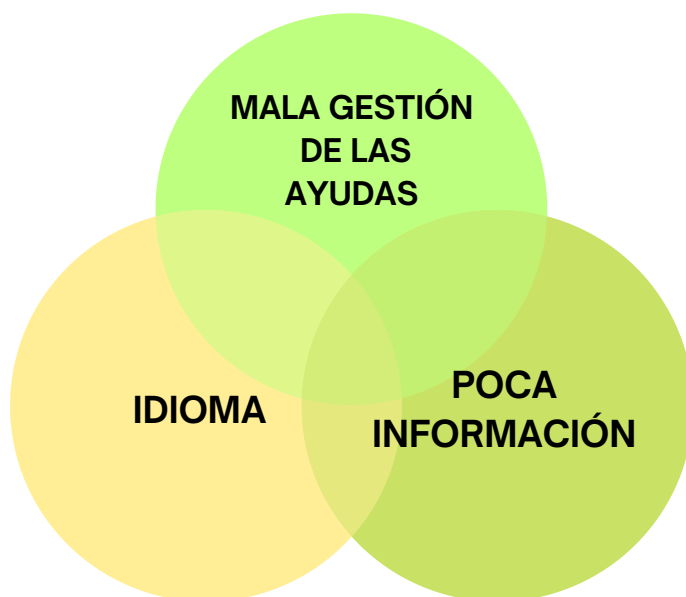 MALA GESTIÓN
DE LAS
AYUDAS
IDIOMA
POCA
INFORMACIÓN